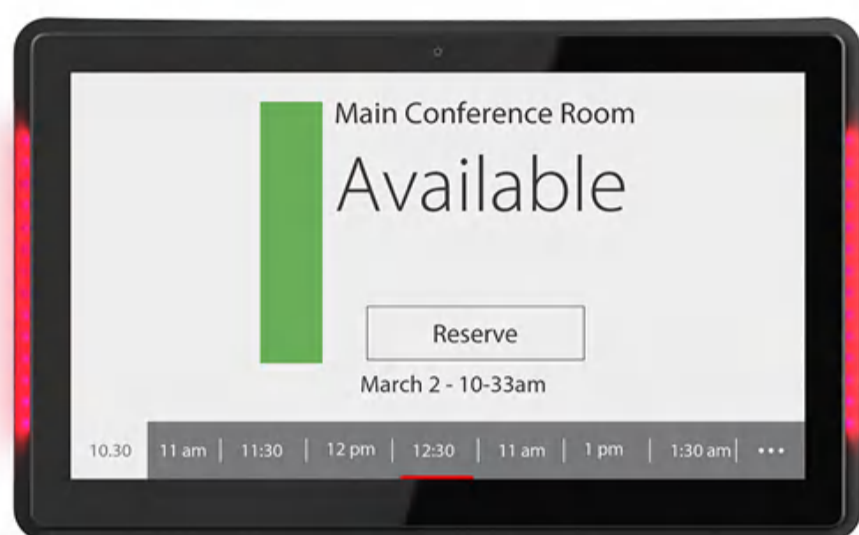 Main Conference Room
Available
Reserve
March 2 - 10-33am
10.30 11 am | 11:30 | 12 pm | 12:30 | 11 am | 1 pm | 1:30 am | •••